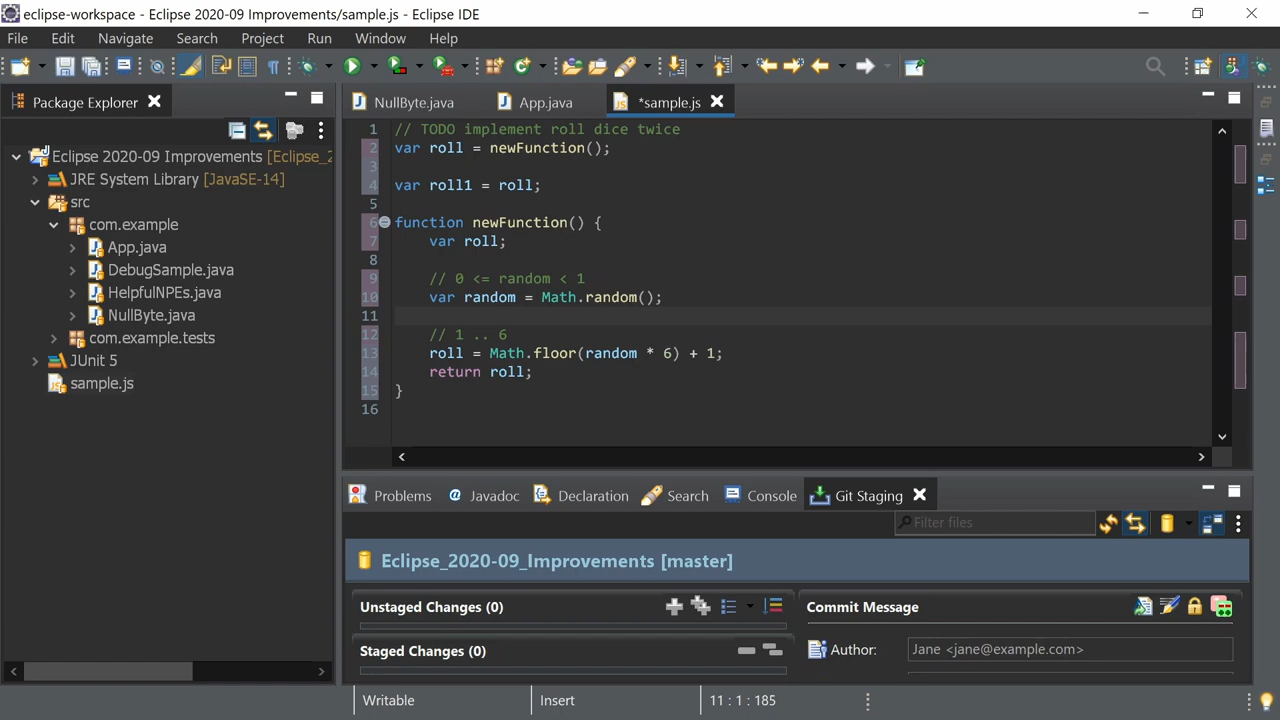 eclipse-workspace - Eclipse 2020-09 Improvements/sample.js - Eclipse IDE
File Edit Navigate Search Project Run Window Help
Package Explorer
NullByte.java App.java *sample.js
Eclipse 2020-09 Improvements [Eclipse_2
JRE System Library [JavaSE-14]
src
com.example
App.java
DebugSample.java
HelpfulNPEs.java
NullByte.java
com.example.tests
JUnit 5
sample.js
1 // TODO implement roll dice twice
2 var roll = newFunction();
3
4 var roll1 = roll;
5
6 function newFunction() {
7 var roll;
8
9 // 0 <= random < 1
10 var random = Math.random();
11
12 // 1 .. 6
13 roll = Math.floor(random * 6) + 1;
14 return roll;
15 }
16
Problems @ Javadoc Declaration Search Console Git Staging
Filter files
Eclipse_2020-09_Improvements [master]
Unstaged Changes (0)
Staged Changes (0)
Commit Message
Author: Jane <jane@example.com>
Writable Insert 11 : 1 : 185